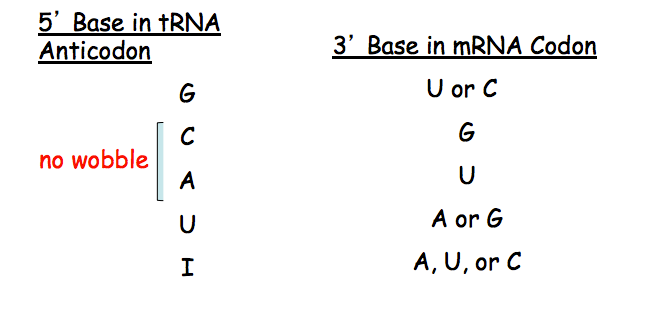 5’ Base in tRNA
Anticodon
3’ Base in mRNA Codon
G
U or C
C
G
no wobble
A
U
U
A or G
I
A, U, or C